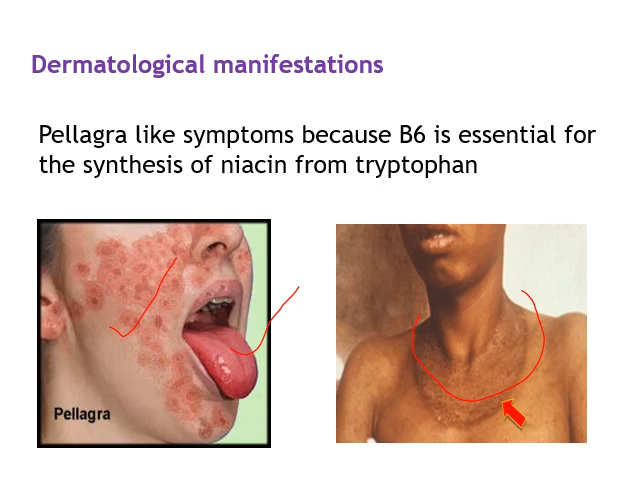 Dermatological manifestations
Pellagra like symptoms because B6 is essential for
the synthesis of niacin from tryptophan
Pellagra